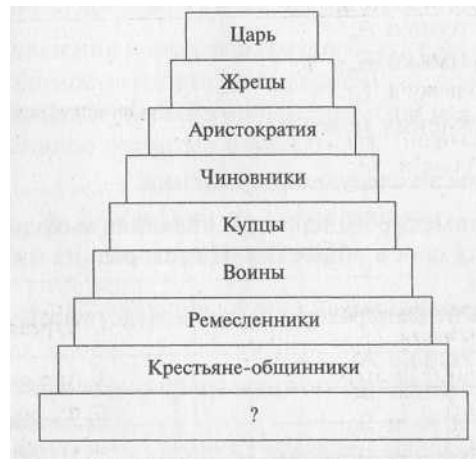 Царь
Жрецы
Аристократия
Чиновники
Купцы
Воины
Ремесленники
Крестьяне-общинники
?